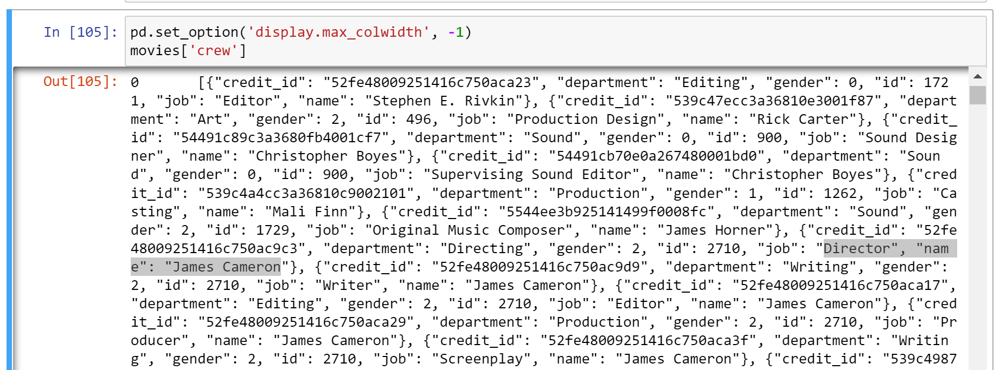 In [105]: pd.set_option('display.max_colwidth', -1)
movies['crew']
Out[105]: 0       [{"credit_id": "52fe48009251416c750aca23", "department": "Editing", "gender": 0, "id": 172
1, "job": "Editor", "name": "Stephen E. Rivkin"}, {"credit_id": "539c47ecc3a36810e3001f87", "depart
ment": "Art", "gender": 2, "id": 496, "job": "Production Design", "name": "Rick Carter"}, {"credit_
id": "54491c89c3a3680fb4001cf7", "department": "Sound", "gender": 0, "id": 900, "job": "Sound Desig
ner", "name": "Christopher Boyes"}, {"credit_id": "54491cb70e0a267480001bd0", "department": "Soun
d", "gender": 0, "id": 900, "job": "Supervising Sound Editor", "name": "Christopher Boyes"}, {"cred
it_id": "539c4a4cc3a36810c9002101", "department": "Production", "gender": 1, "id": 1262, "job": "Ca
sting", "name": "Mali Finn"}, {"credit_id": "5544ee3b925141499f0008fc", "department": "Sound", "gen
der": 2, "id": 1729, "job": "Original Music Composer", "name": "James Horner"}, {"credit_id": "52fe
48009251416c750ac9c3", "department": "Directing", "gender": 2, "id": 2710, "job": "Director", "nam
e": "James Cameron"}, {"credit_id": "52fe48009251416c750ac9d9", "department": "Writing", "gender":
2, "id": 2710, "job": "Writer", "name": "James Cameron"}, {"credit_id": "52fe48009251416c750aca17",
"department": "Editing", "gender": 2, "id": 2710, "job": "Editor", "name": "James Cameron"}, {"cred
it_id": "52fe48009251416c750aca29", "department": "Production", "gender": 2, "id": 2710, "job": "Pr
oducer", "name": "James Cameron"}, {"credit_id": "52fe48009251416c750aca3f", "department": "Writin
g", "gender": 2, "id": 2710, "job": "Screenplay", "name": "James Cameron"}, {"credit_id": "539c4987